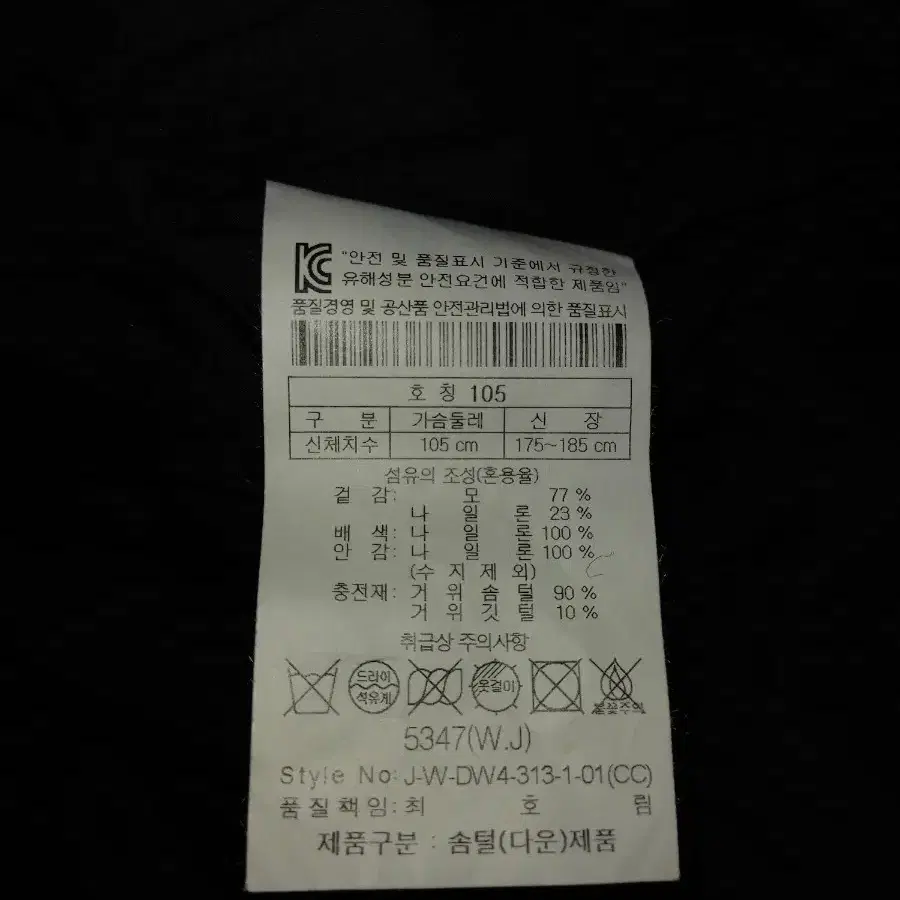 KC "안전 및 품질표시 기준에서 규정한
유해성분 안전요건에 적합한 제품임"
품질경영 및 공산품 안전관리법에 의한 품질표시
호 칭 105
구 분 가슴둘레 신 장
신체치수 105 cm 175~185 cm
섬유의 조성(혼용율)
겉 감: 모 77 %
나 일 론 23 %
배 색: 나 일 론 100 %
안 감: 나 일 론 100 %
(수 지 제 외)
충전재: 거 위 솜 털 90 %
거 위 깃 털 10 %
취급상 주의사항
드라이
석유계
옷걸이
불꽃주의
5347(W.J)
Style No: J-W-DW4-313-1-01(CC)
품질책임: 최 호 림
제품구분 : 솜털(다운)제품